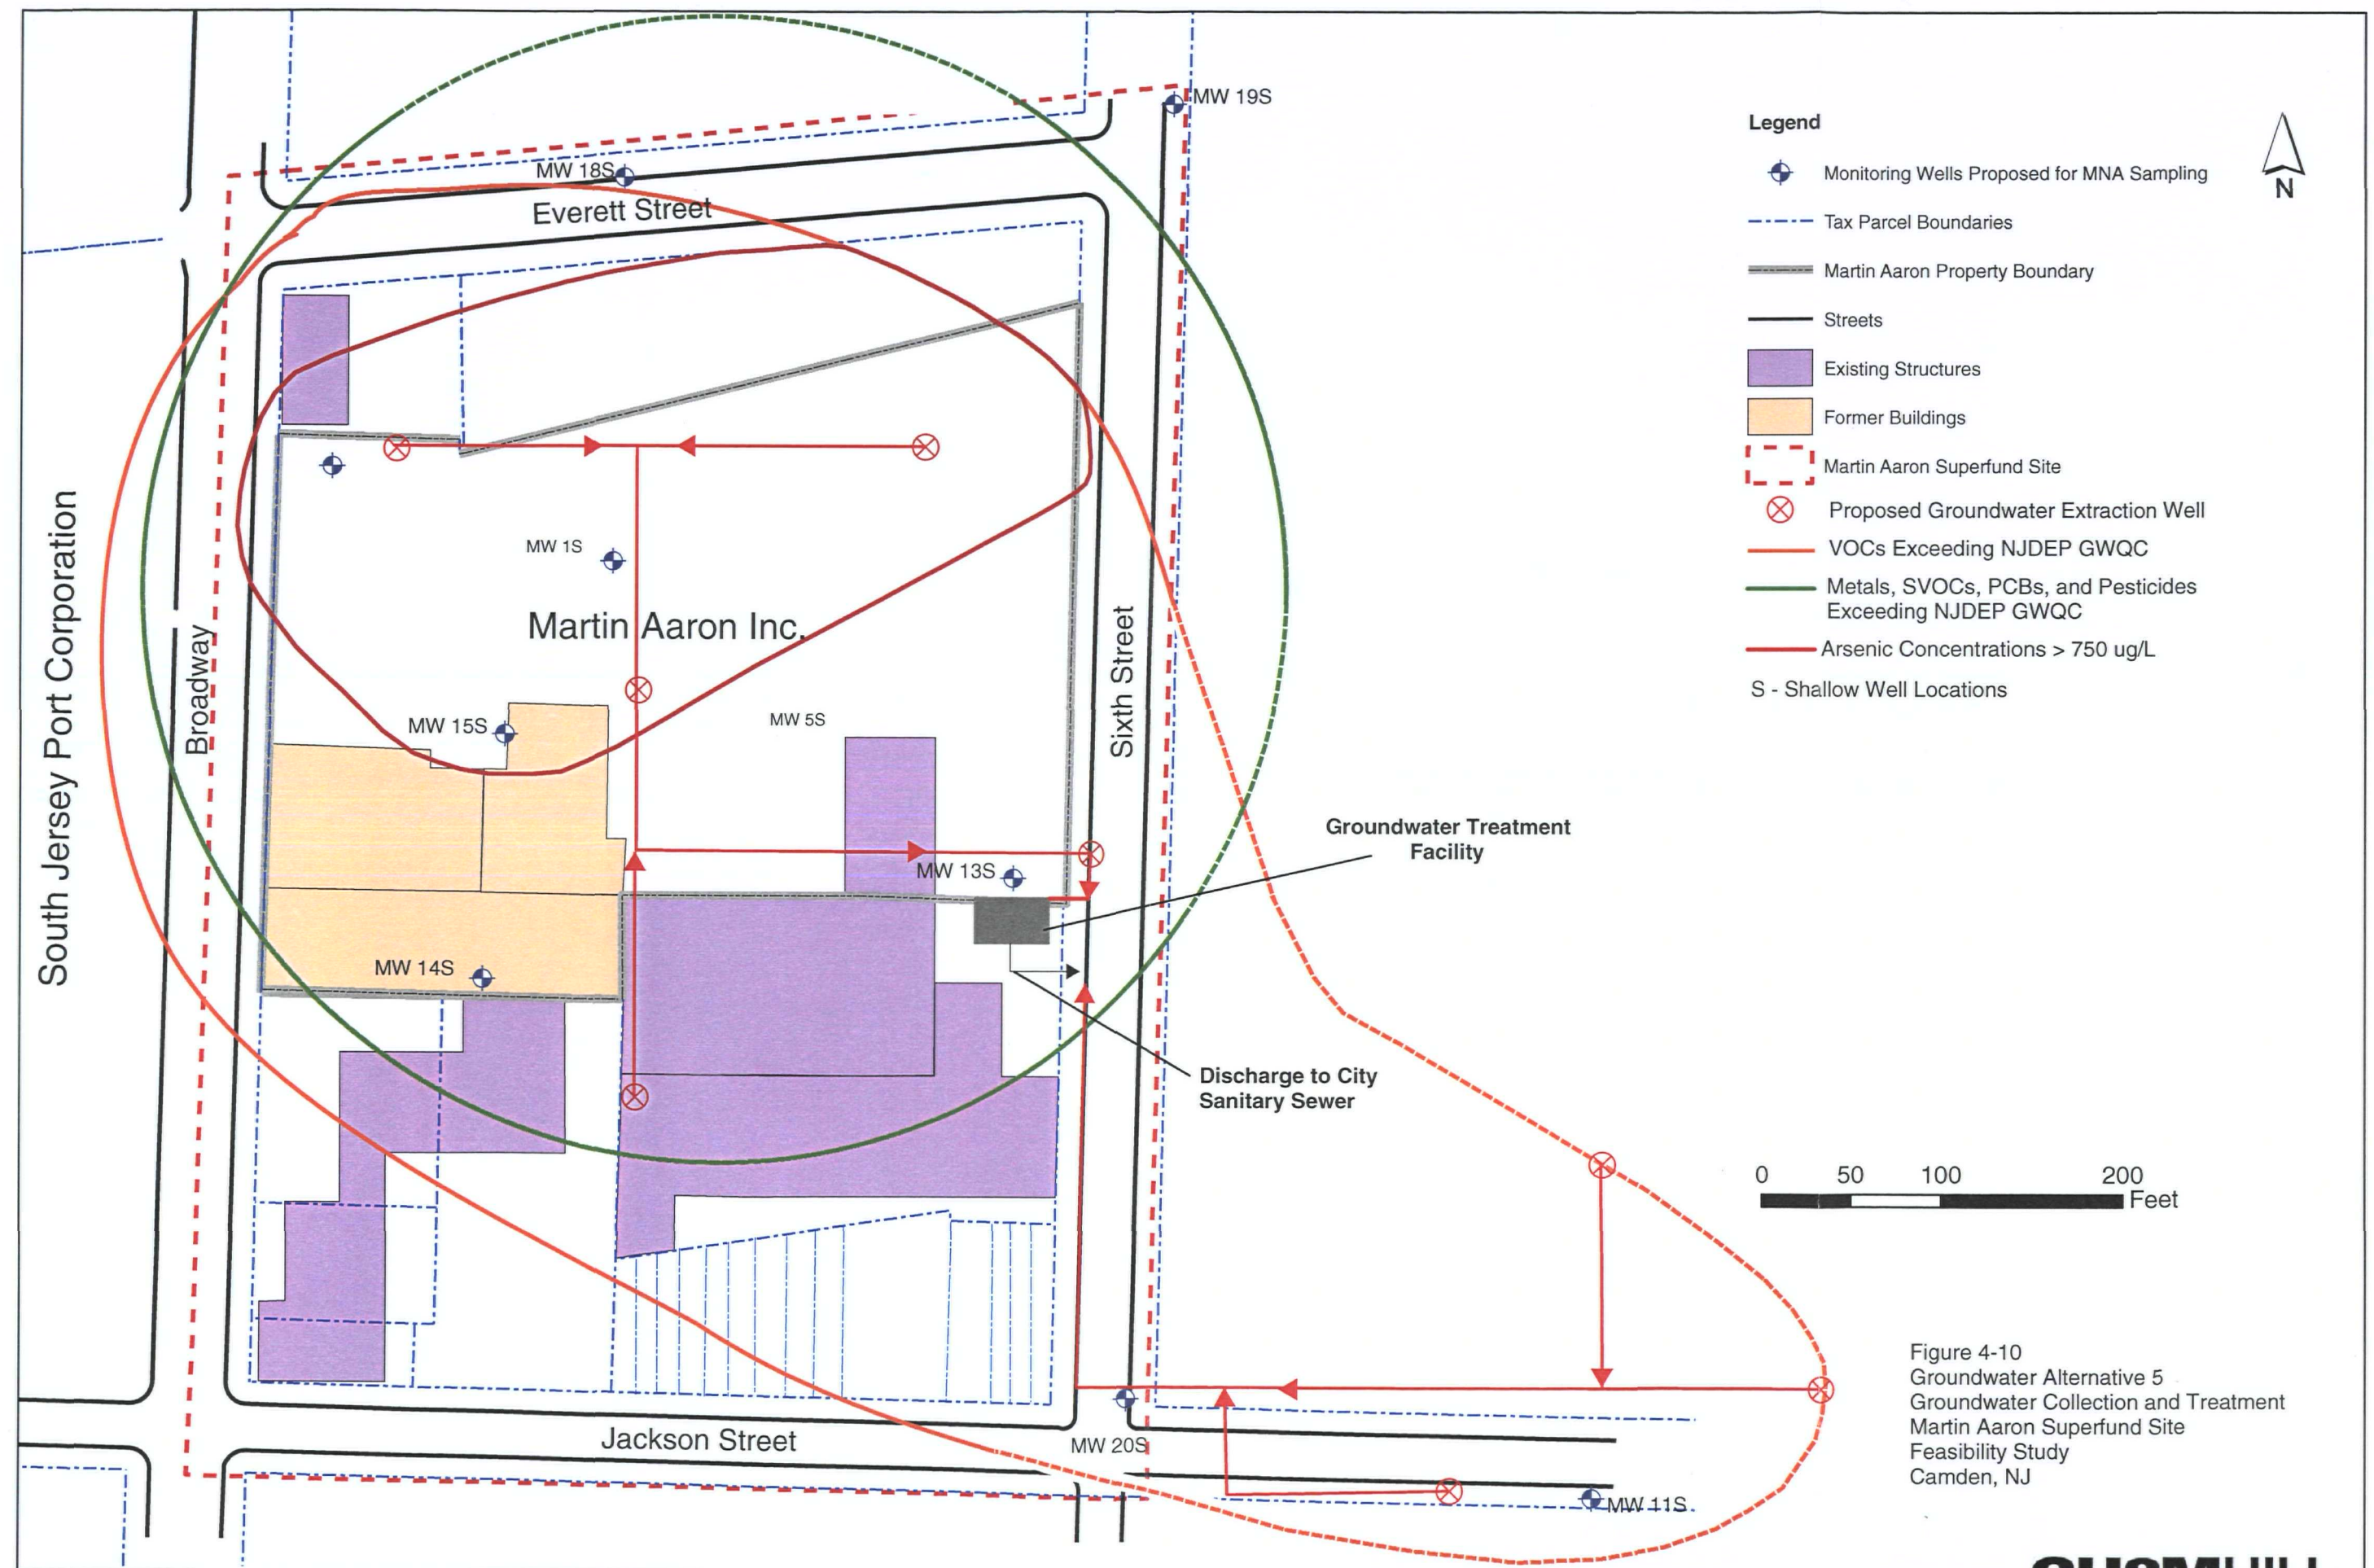 MW 19S
MW 18S
Everett Street
MW 1S
Martin Aaron Inc.
South Jersey Port Corporation
Broadway
Sixth Street
MW 15S
MW 5S
MW 13S
MW 14S
Groundwater Treatment
Facility
Discharge to City
Sanitary Sewer
Jackson Street
MW 20S
MW 11S
Legend
Monitoring Wells Proposed for MNA Sampling
Tax Parcel Boundaries
Martin Aaron Property Boundary
Streets
Existing Structures
Former Buildings
Martin Aaron Superfund Site
Proposed Groundwater Extraction Well
VOCs Exceeding NJDEP GWQC
Metals, SVOCs, PCBs, and Pesticides
Exceeding NJDEP GWQC
Arsenic Concentrations > 750 ug/L
S - Shallow Well Locations
N
0 50 100 200
Feet
Figure 4-10
Groundwater Alternative 5
Groundwater Collection and Treatment
Martin Aaron Superfund Site
Feasibility Study
Camden, NJ